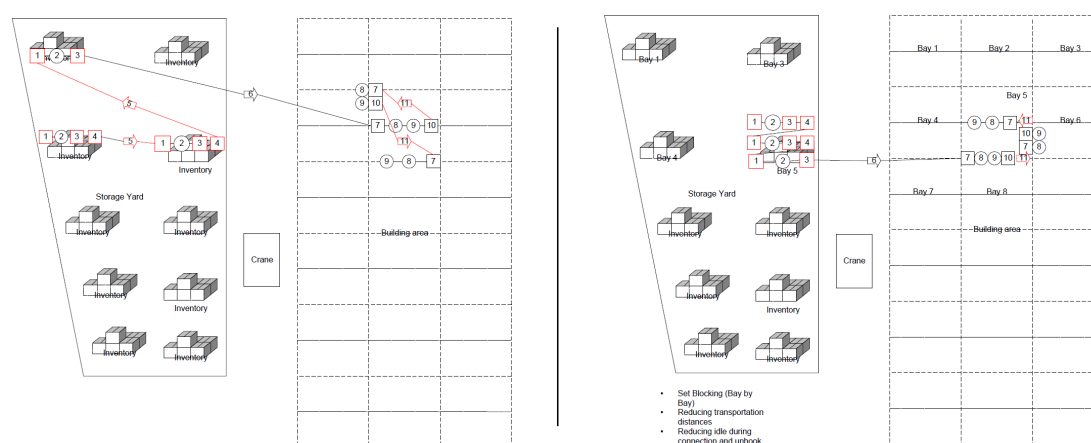 1 2 3
Inventory
6
8 7
9 10
11
5
7 8 9 10
1 2 3 4
5
1 2 3 4
11
Inventory
Inventory
9 8 7
Storage Yard
Inventory
Inventory
Building area
Crane
Inventory
Inventory
Inventory
Inventory
Bay 1
Bay 3
Bay 1
Bay 2
Bay 3
Bay 5
1 2 3 4
Bay 4
9 8 7
11
Bay 6
10 9
1 2 3 4
7 8
Bay 4
1 2 3
6
7 8 9 10
11
Bay 5
Storage Yard
Bay 7
Bay 8
Inventory
Inventory
Building area
Crane
Inventory
Inventory
Inventory
Inventory
• Set Blocking (Bay by
Bay)
• Reducing transportation
distances
• Reducing idle during
connection and unhook